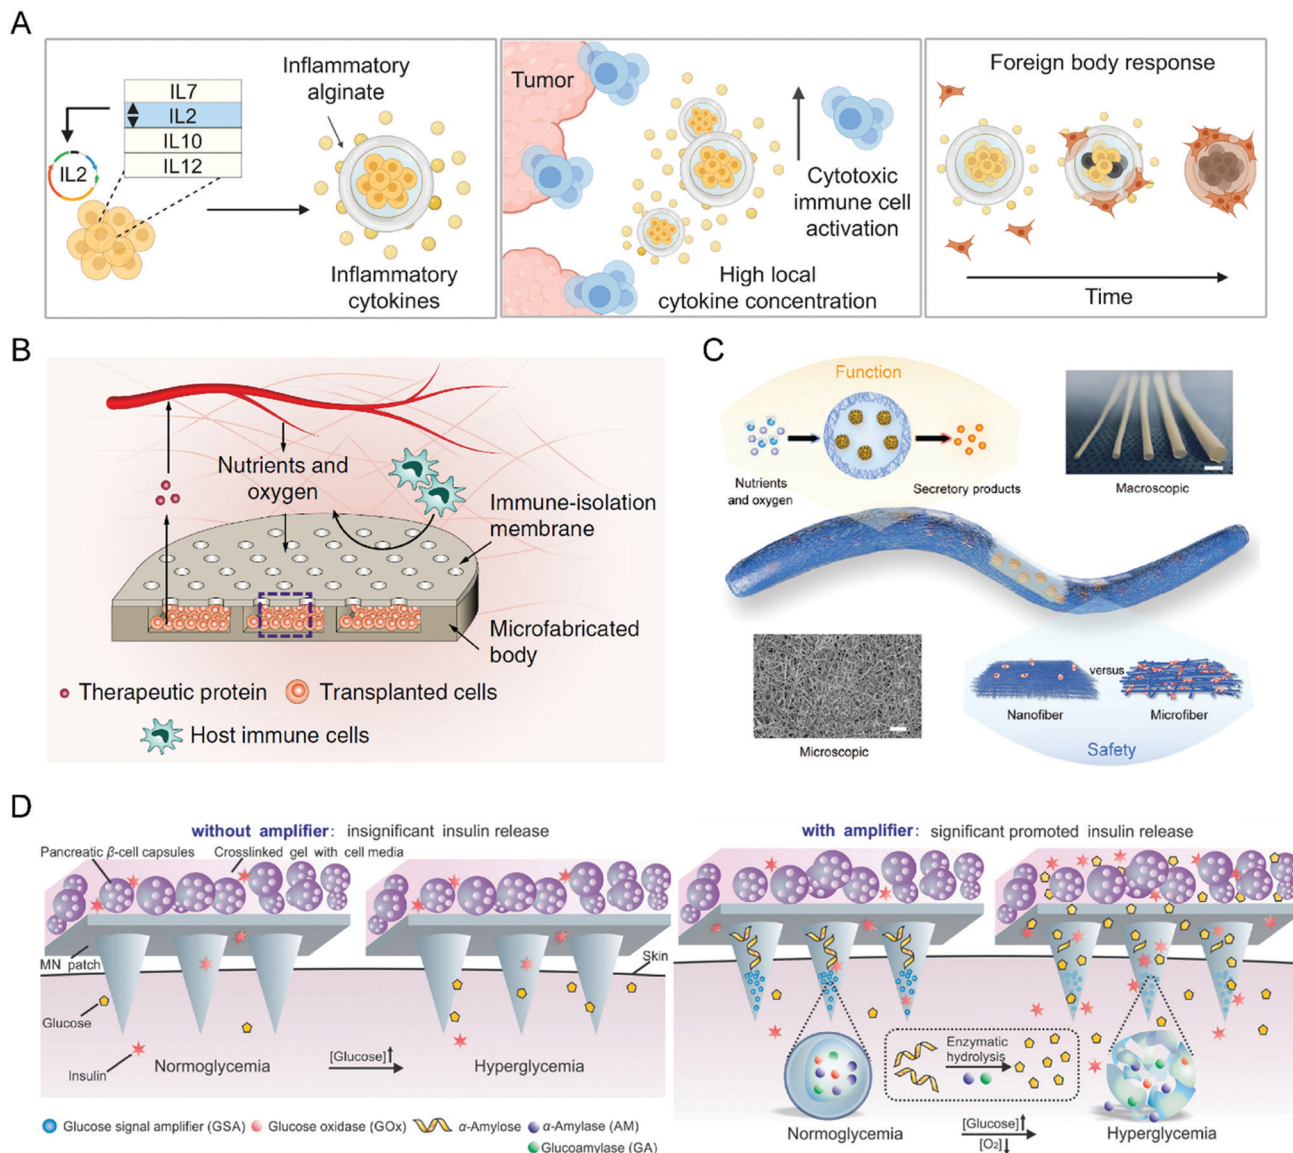 A
IL7
IL2
IL10
IL12
IL2
Inflammatory
alginate
Inflammatory
cytokines
Tumor
Cytotoxic
immune cell
activation
High local
cytokine concentration
Foreign body response
Time
B
Nutrients and
oxygen
Immune-isolation
membrane
Microfabricated
body
Therapeutic protein
Transplanted cells
Host immune cells
C
Function
Nutrients
and oxygen
Secretory products
Macroscopic
Microscopic
versus
Nanofiber
Microfiber
Safety
D
without amplifier: insignificant insulin release
Pancreatic β-cell capsules
Crosslinked gel with cell media
MN patch
Skin
Glucose
Insulin
Normoglycemia
[Glucose]↑
Hyperglycemia
with amplifier: significant promoted insulin release
Enzymatic
hydrolysis
Normoglycemia
[Glucose]↑
[O₂]↓
Hyperglycemia
Glucose signal amplifier (GSA)
Glucose oxidase (GOx)
α-Amylose
α-Amylase (AM)
Glucoamylase (GA)